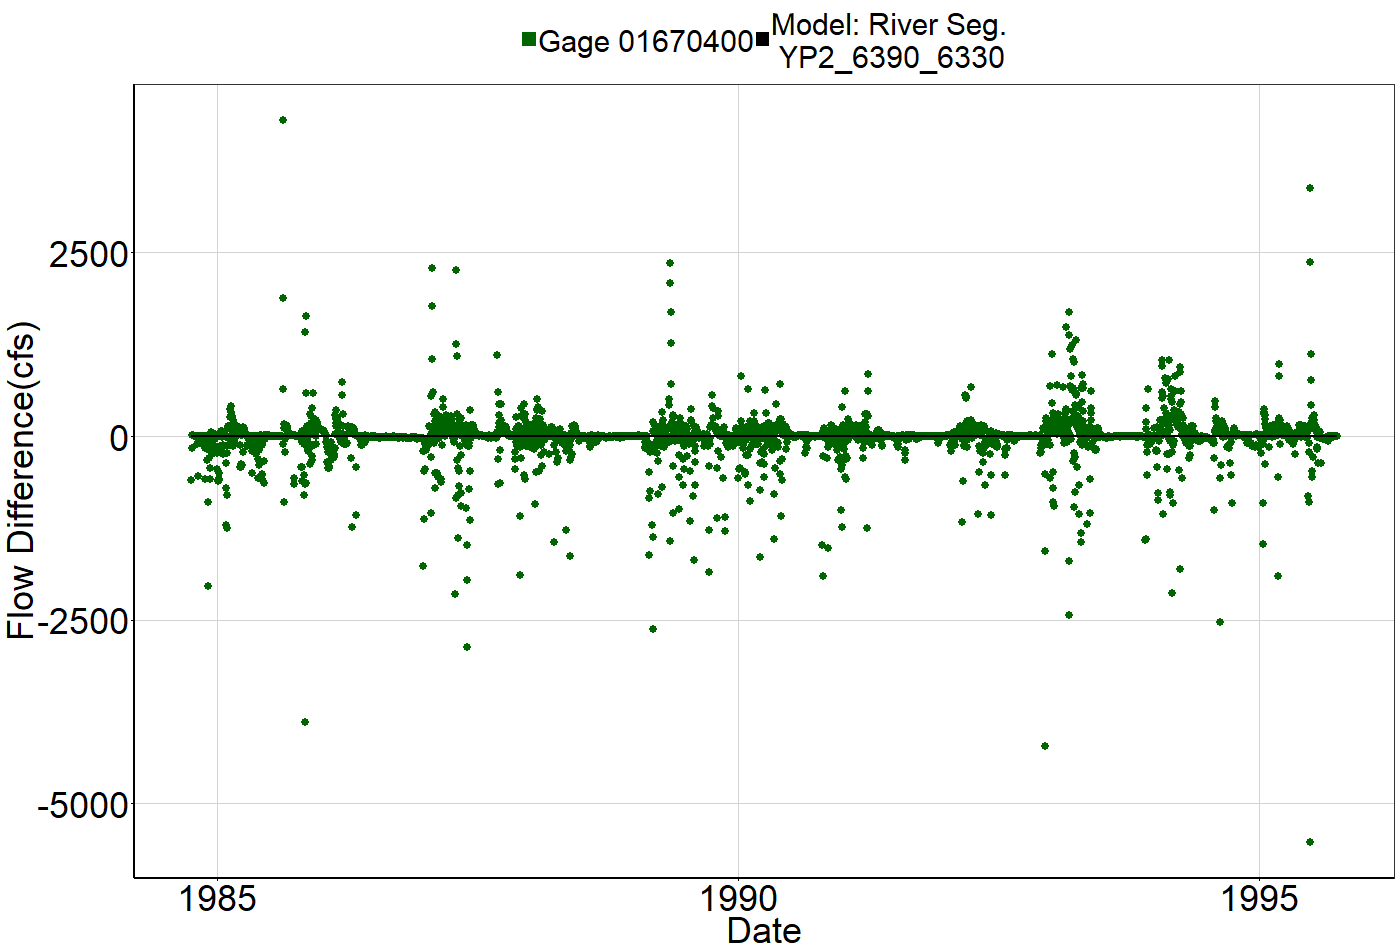 Gage 01670400
Model: River Seg.
YP2_6390_6330
Flow Difference(cfs)
2500
0
-2500
-5000
1985
1990
1995
Date